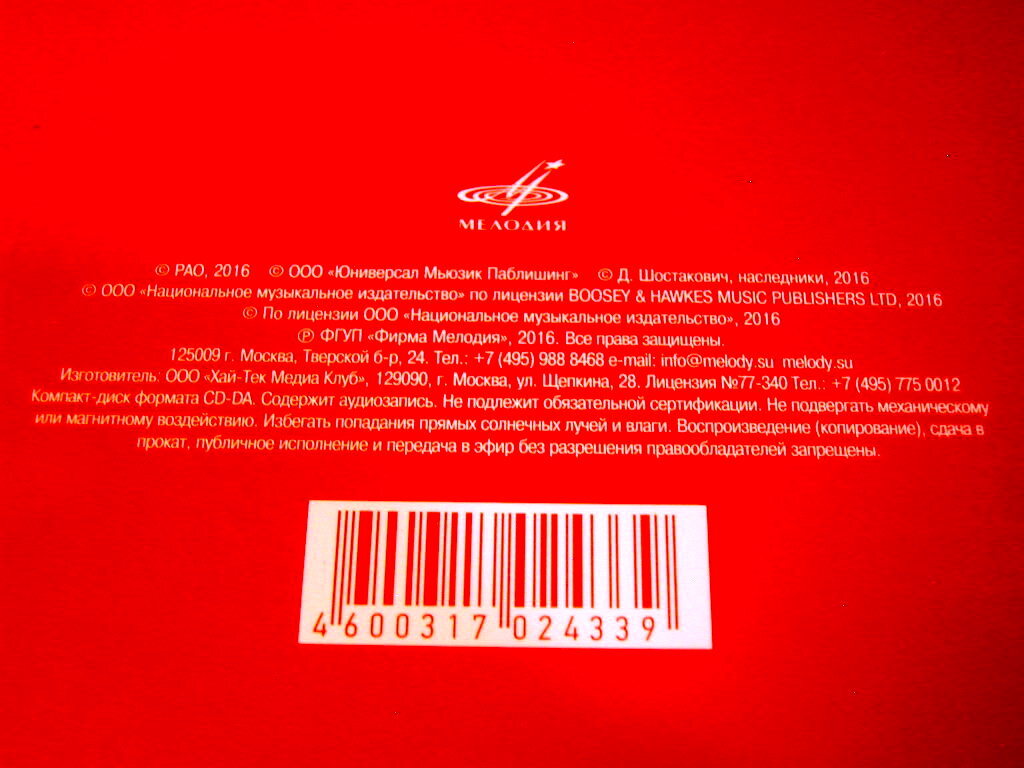 МЕЛОДИЯ
© РАО, 2016 © ООО «Юниверсал Мьюзик Паблишинг» © Д. Шостакович, наследники, 2016
© ООО «Национальное музыкальное издательство» по лицензии BOOSEY & HAWKES MUSIC PUBLISHERS LTD, 2016
© По лицензии ООО «Национальное музыкальное издательство», 2016
℗ ФГУП «Фирма Мелодия», 2016. Все права защищены.
125009 г. Москва, Тверской б-р, 24. Тел.: +7 (495) 988 8468 e-mail: info@melody.su melody.su
Изготовитель: ООО «Хай-Тек Медиа Клуб», 129090, г. Москва, ул. Щепкина, 28. Лицензия №77-340 Тел.: +7 (495) 775 0012
Компакт-диск формата CD-DA. Содержит аудиозапись. Не подлежит обязательной сертификации. Не подвергать механическому
или магнитному воздействию. Избегать попадания прямых солнечных лучей и влаги. Воспроизведение (копирование), сдача в
прокат, публичное исполнение и передача в эфир без разрешения правообладателей запрещены.
4 600317 024339